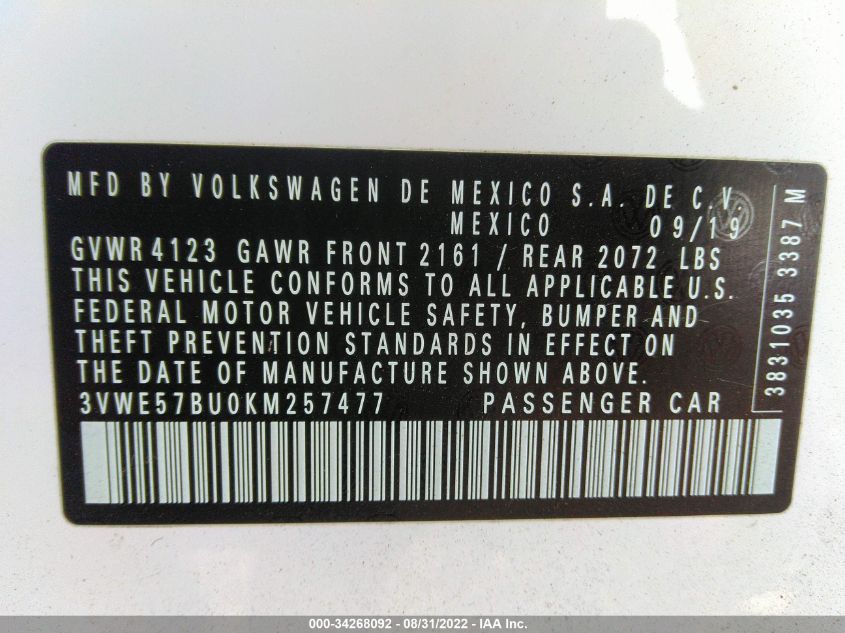 MFD BY VOLKSWAGEN DE MEXICO S.A. DE C.V.
MEXICO 09/19
GVWR 4123 GAWR FRONT 2161 / REAR 2072 LBS
THIS VEHICLE CONFORMS TO ALL APPLICABLE U.S.
FEDERAL MOTOR VEHICLE SAFETY, BUMPER AND
THEFT PREVENTION STANDARDS IN EFFECT ON
THE DATE OF MANUFACTURE SHOWN ABOVE.
3VWE57BU0KM257477 PASSENGER CAR
3831035 3387 M
000-34268092 - 08/31/2022 - IAA Inc.